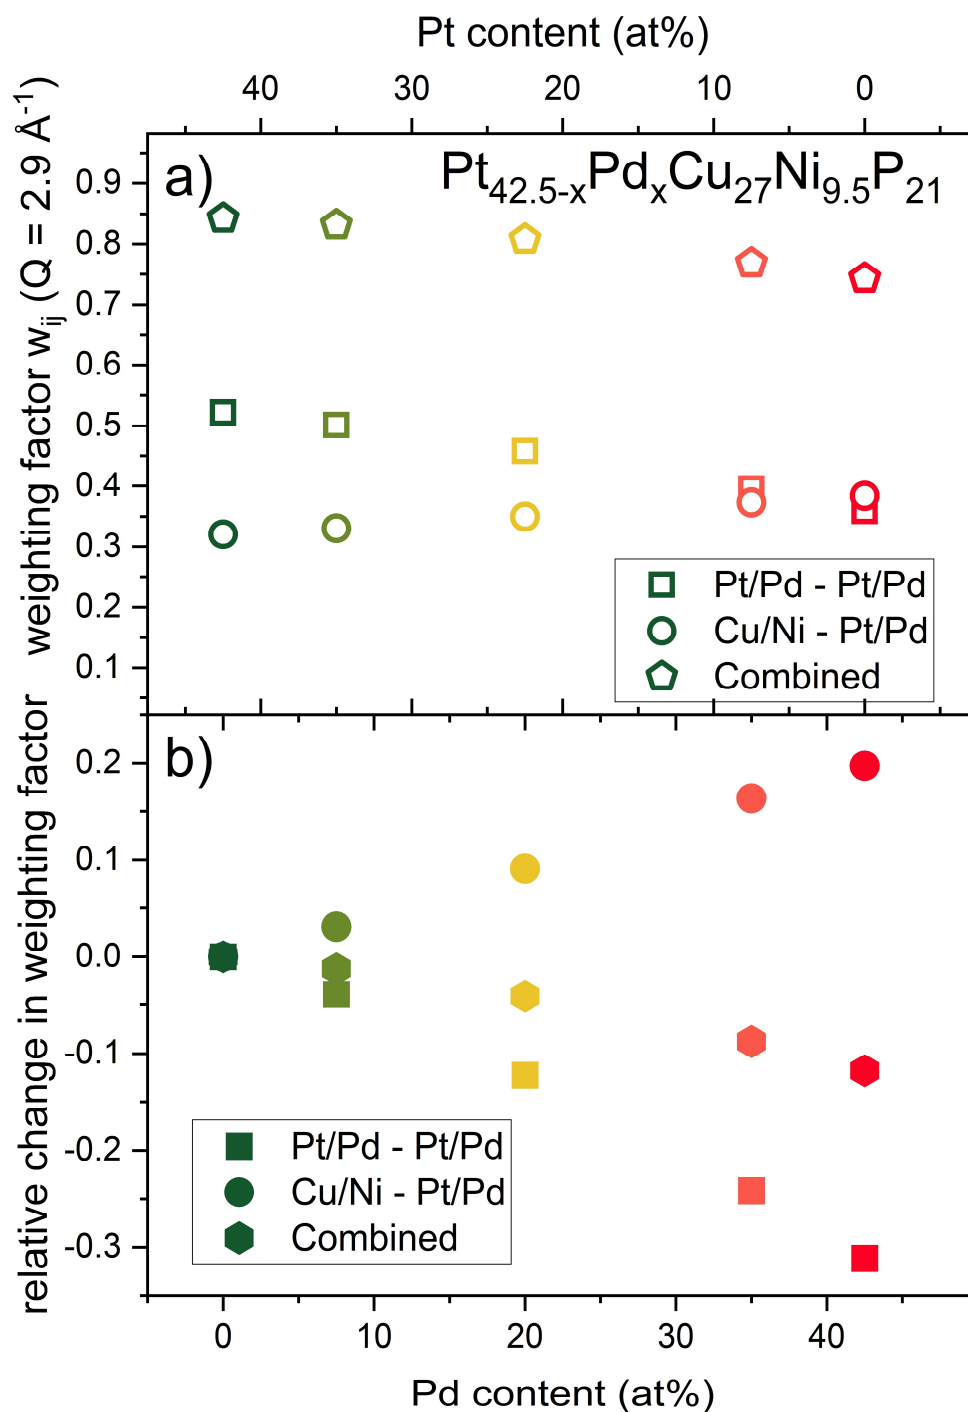 Pt content (at%)
40 30 20 10 0
a) Pt42.5-xPdxCu27Ni9.5P21
weighting factor wij (Q = 2.9 Å-1)
0.9
0.8
0.7
0.6
0.5
0.4
0.3
0.2
0.1
Pt/Pd - Pt/Pd
Cu/Ni - Pt/Pd
Combined
b)
relative change in weighting factor
0.2
0.1
0.0
-0.1
-0.2
-0.3
Pt/Pd - Pt/Pd
Cu/Ni - Pt/Pd
Combined
0 10 20 30 40
Pd content (at%)